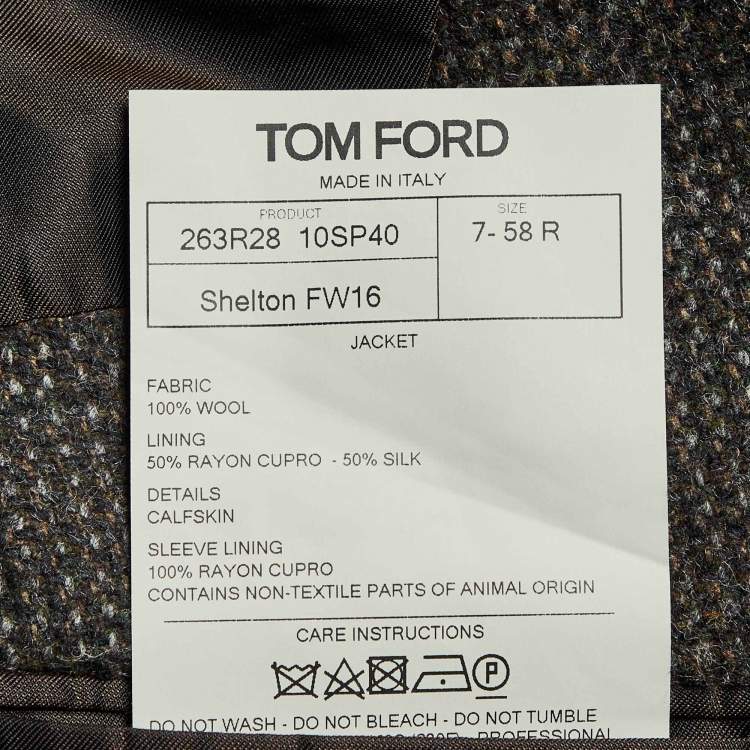 TOM FORD
MADE IN ITALY
PRODUCT
263R28 10SP40
SIZE
7- 58 R
Shelton FW16
JACKET
FABRIC
100% WOOL
LINING
50% RAYON CUPRO - 50% SILK
DETAILS
CALFSKIN
SLEEVE LINING
100% RAYON CUPRO
CONTAINS NON-TEXTILE PARTS OF ANIMAL ORIGIN
CARE INSTRUCTIONS
P
DO NOT WASH - DO NOT BLEACH - DO NOT TUMBLE
PROFESSIONAL